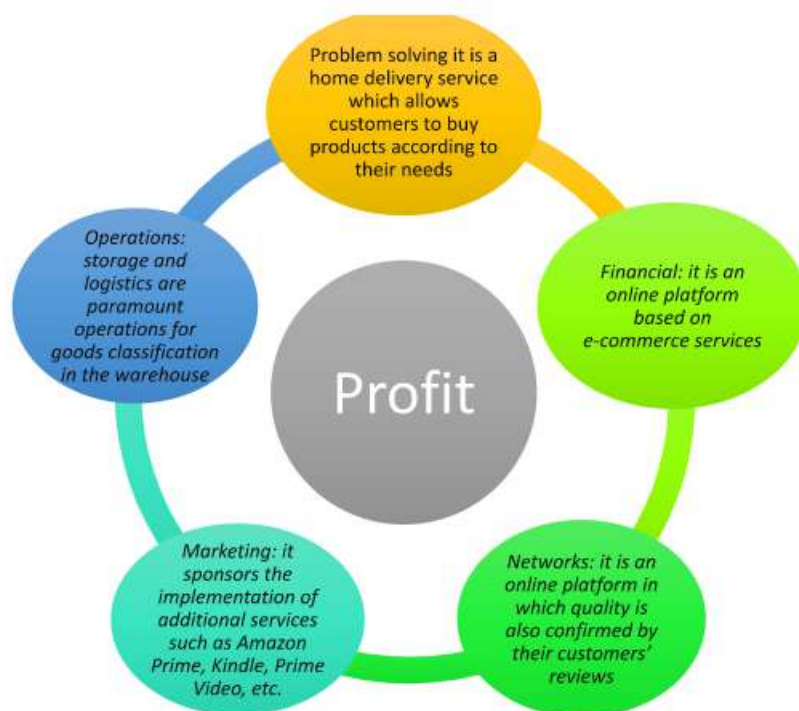 Problem solving it is a
home delivery service
which allows
customers to buy
products according to
their needs
Financial: it is an
online platform
based on
e-commerce services
Networks: it is an
online platform in
which quality is
also confirmed by
their customers’
reviews
Marketing: it
sponsors the
implementation of
additional services
such as Amazon
Prime, Kindle, Prime
Video, etc.
Operations:
storage and
logistics are
paramount
operations for
goods classification
in the warehouse
Profit